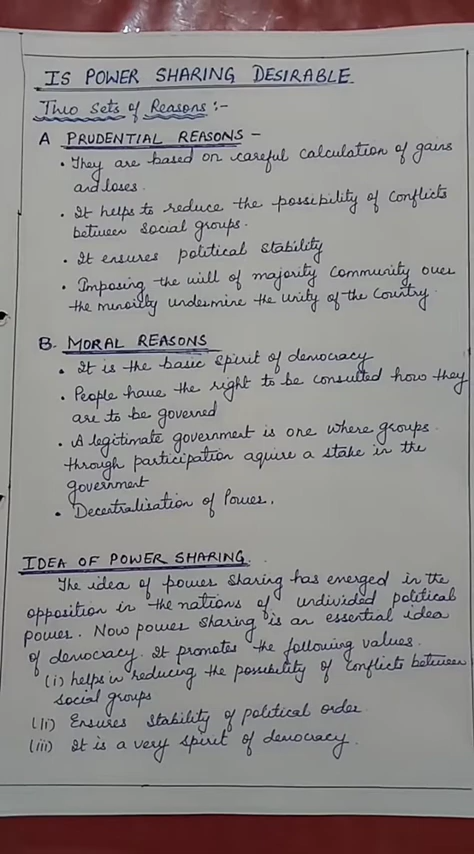 IS POWER SHARING DESIRABLE
Two Sets of Reasons :-
A PRUDENTIAL REASONS -
• They are based on careful calculation of gains
and loses.
• It helps to reduce the possibility of conflicts
between social groups.
• It ensures political stability
• Imposing the will of majority community over
the minority undermine the unity of the country.
B. MORAL REASONS
• It is the basic spirit of democracy
• People have the right to be consulted how they
are to be governed
• A legitimate government is one where groups
through participation aquire a stake in the
government
• Decentralisation of Power.
IDEA OF POWER SHARING.
The idea of power sharing has emerged in the
opposition in the nations of undivided political
power. Now power sharing is an essential idea
of democracy. It promotes the following values.
(i) helps in reducing the possibility of conflicts between
social groups
(ii) Ensures stability of political order.
(iii) It is a very spirit of democracy.